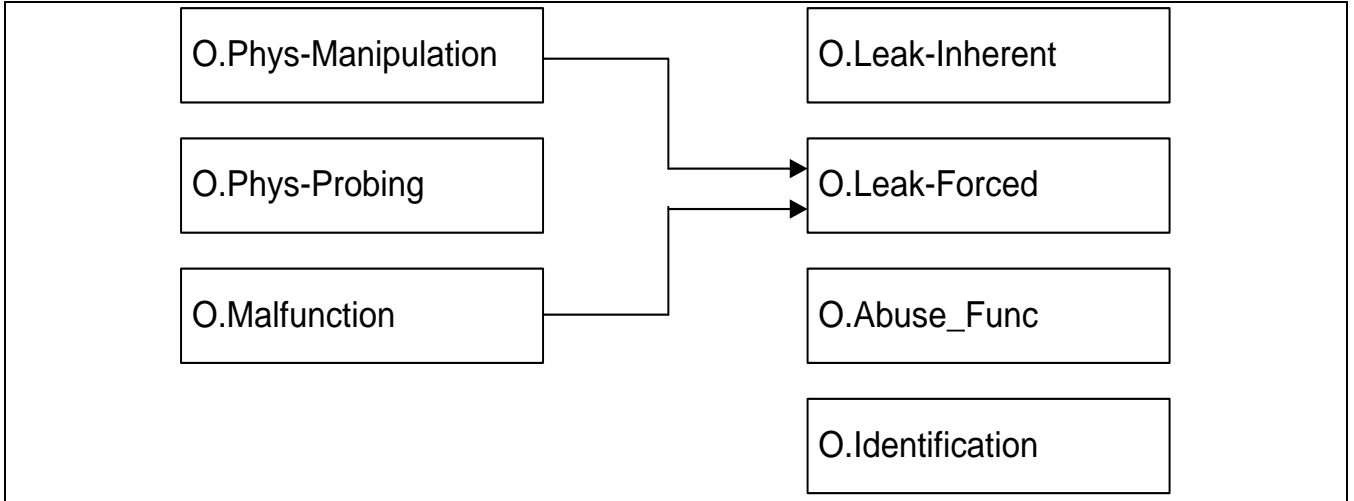 O.Phys-Manipulation
O.Leak-Inherent
O.Phys-Probing
O.Leak-Forced
O.Malfunction
O.Abuse_Func
O.Identification